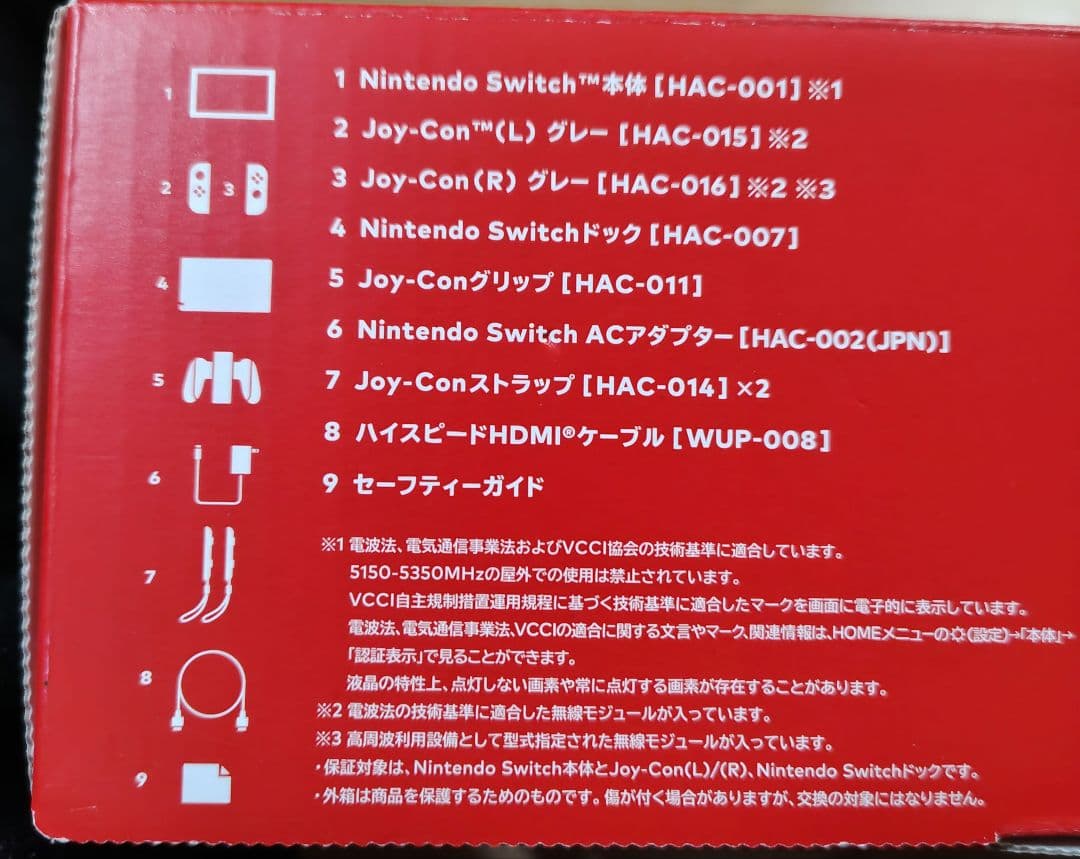 1 Nintendo Switch™本体 [HAC-001] ※1
2 Joy-Con™(L) グレー [HAC-015] ※2
3 Joy-Con(R) グレー [HAC-016] ※2 ※3
4 Nintendo Switchドック [HAC-007]
5 Joy-Conグリップ [HAC-011]
6 Nintendo Switch ACアダプター [HAC-002(JPN)]
7 Joy-Conストラップ [HAC-014] ×2
8 ハイスピードHDMI®ケーブル [WUP-008]
9 セーフティーガイド
1
2 3
4
5
6
7
8
9
※1 電波法、電気通信事業法およびVCCI協会の技術基準に適合しています。
5150-5350MHzの屋外での使用は禁止されています。
VCCI自主規制措置運用規程に基づく技術基準に適合したマークを画面に電子的に表示しています。
電波法、電気通信事業法、VCCIの適合に関する文言やマーク、関連情報は、HOMEメニューの(設定)→「本体」→
「認証表示」で見ることができます。
液晶の特性上、点灯しない画素や常に点灯する画素が存在することがあります。
※2 電波法の技術基準に適合した無線モジュールが入っています。
※3 高周波利用設備として型式指定された無線モジュールが入っています。
・保証対象は、Nintendo Switch本体とJoy-Con(L)/(R)、Nintendo Switchドックです。
・外箱は商品を保護するためのものです。傷が付く場合がありますが、交換の対象にはなりません。